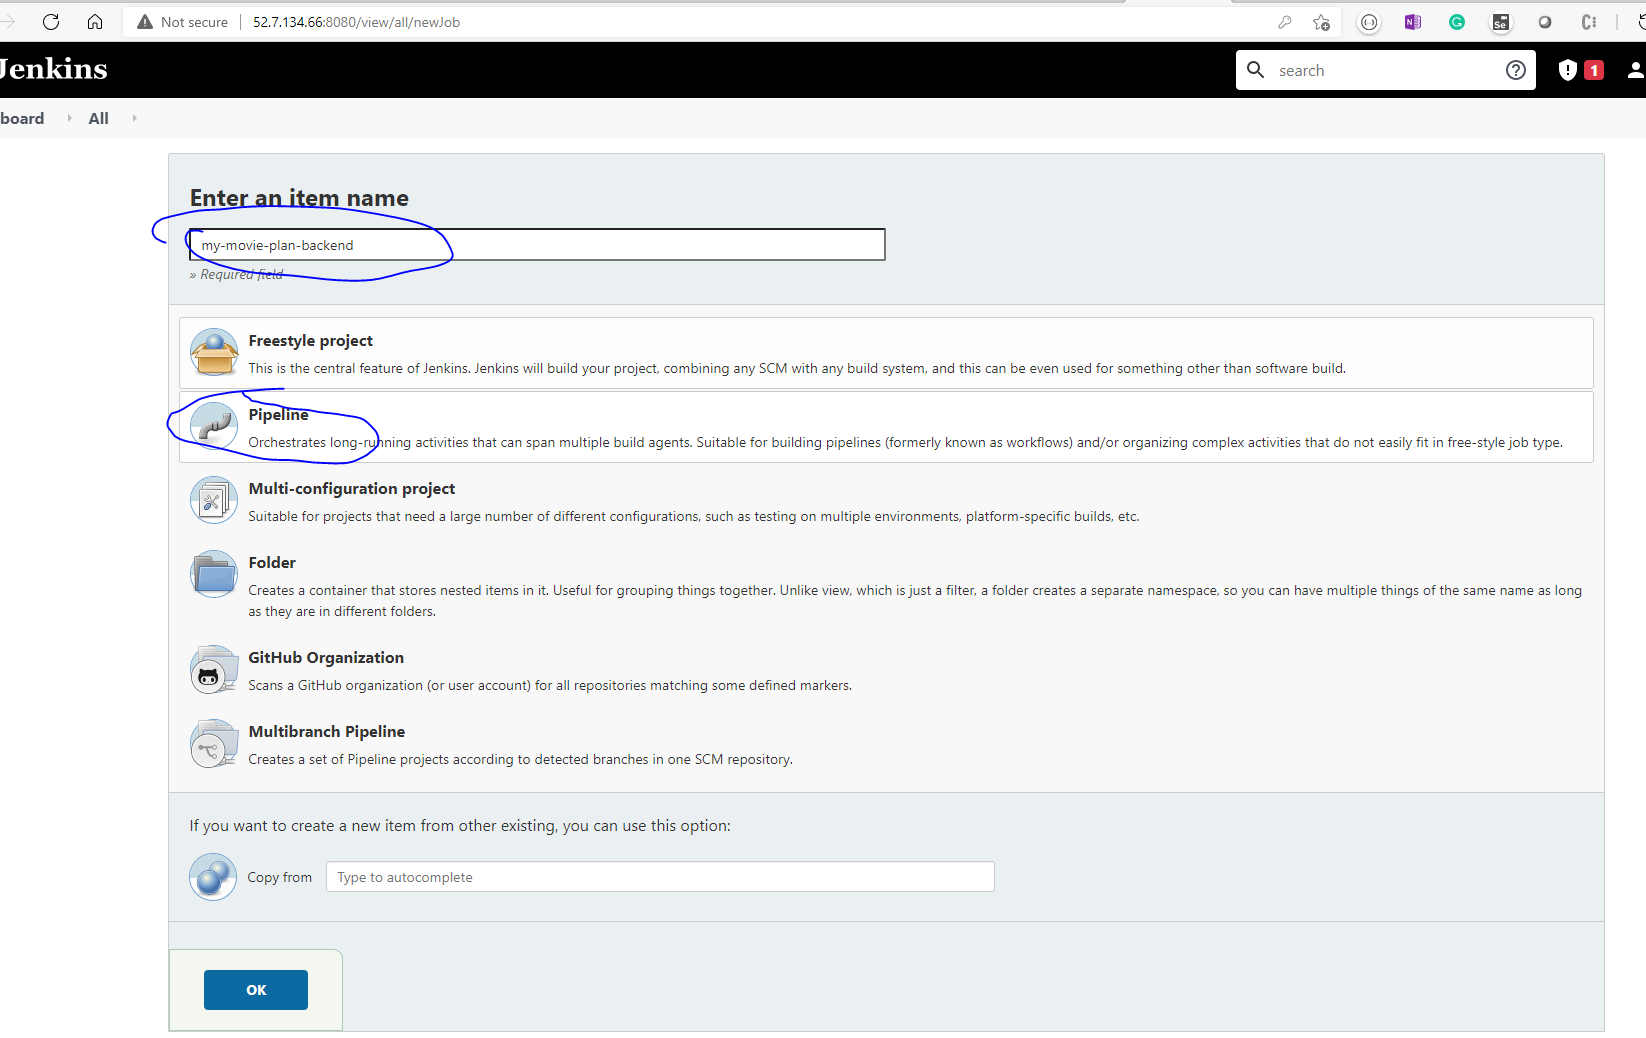 Not secure
52.7.134.66:8080/view/all/newJob
Se
Jenkins
search
1
board
All
Enter an item name
my-movie-plan-backend
» Required field
Freestyle project
This is the central feature of Jenkins. Jenkins will build your project, combining any SCM with any build system, and this can be even used for something other than software build.
Pipeline
Orchestrates long-running activities that can span multiple build agents. Suitable for building pipelines (formerly known as workflows) and/or organizing complex activities that do not easily fit in free-style job type.
Multi-configuration project
Suitable for projects that need a large number of different configurations, such as testing on multiple environments, platform-specific builds, etc.
Folder
Creates a container that stores nested items in it. Useful for grouping things together. Unlike view, which is just a filter, a folder creates a separate namespace, so you can have multiple things of the same name as long
as they are in different folders.
GitHub Organization
Scans a GitHub organization (or user account) for all repositories matching some defined markers.
Multibranch Pipeline
Creates a set of Pipeline projects according to detected branches in one SCM repository.
If you want to create a new item from other existing, you can use this option:
Copy from
Type to autocomplete
OK